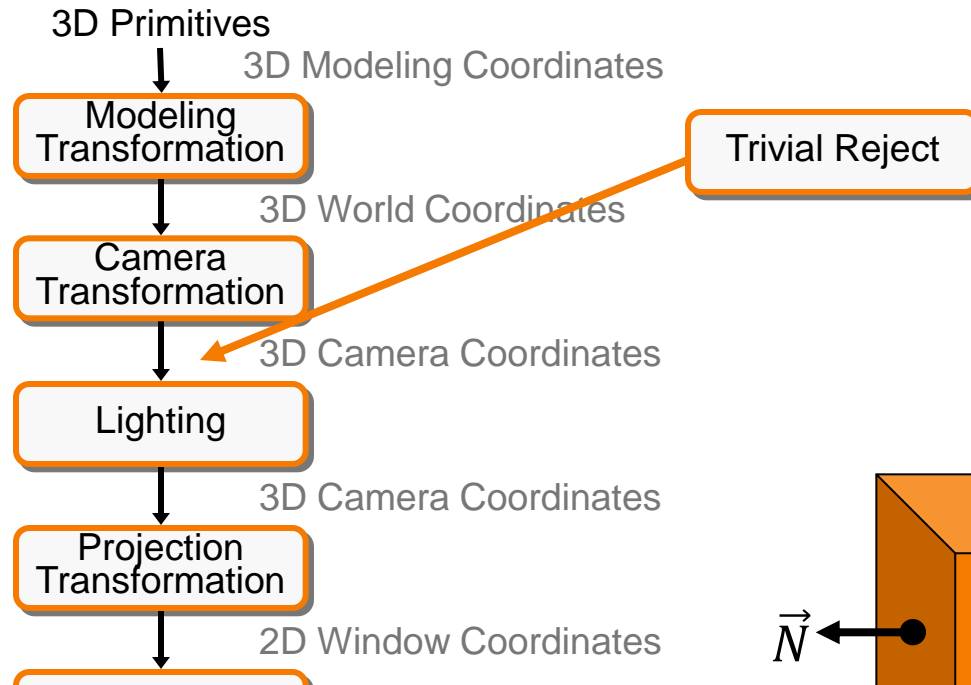 3D Primitives
3D Modeling Coordinates
Modeling
Transformation
Trivial Reject
3D World Coordinates
Camera
Transformation
3D Camera Coordinates
Lighting
3D Camera Coordinates
Projection
Transformation
2D Window Coordinates
N⃗